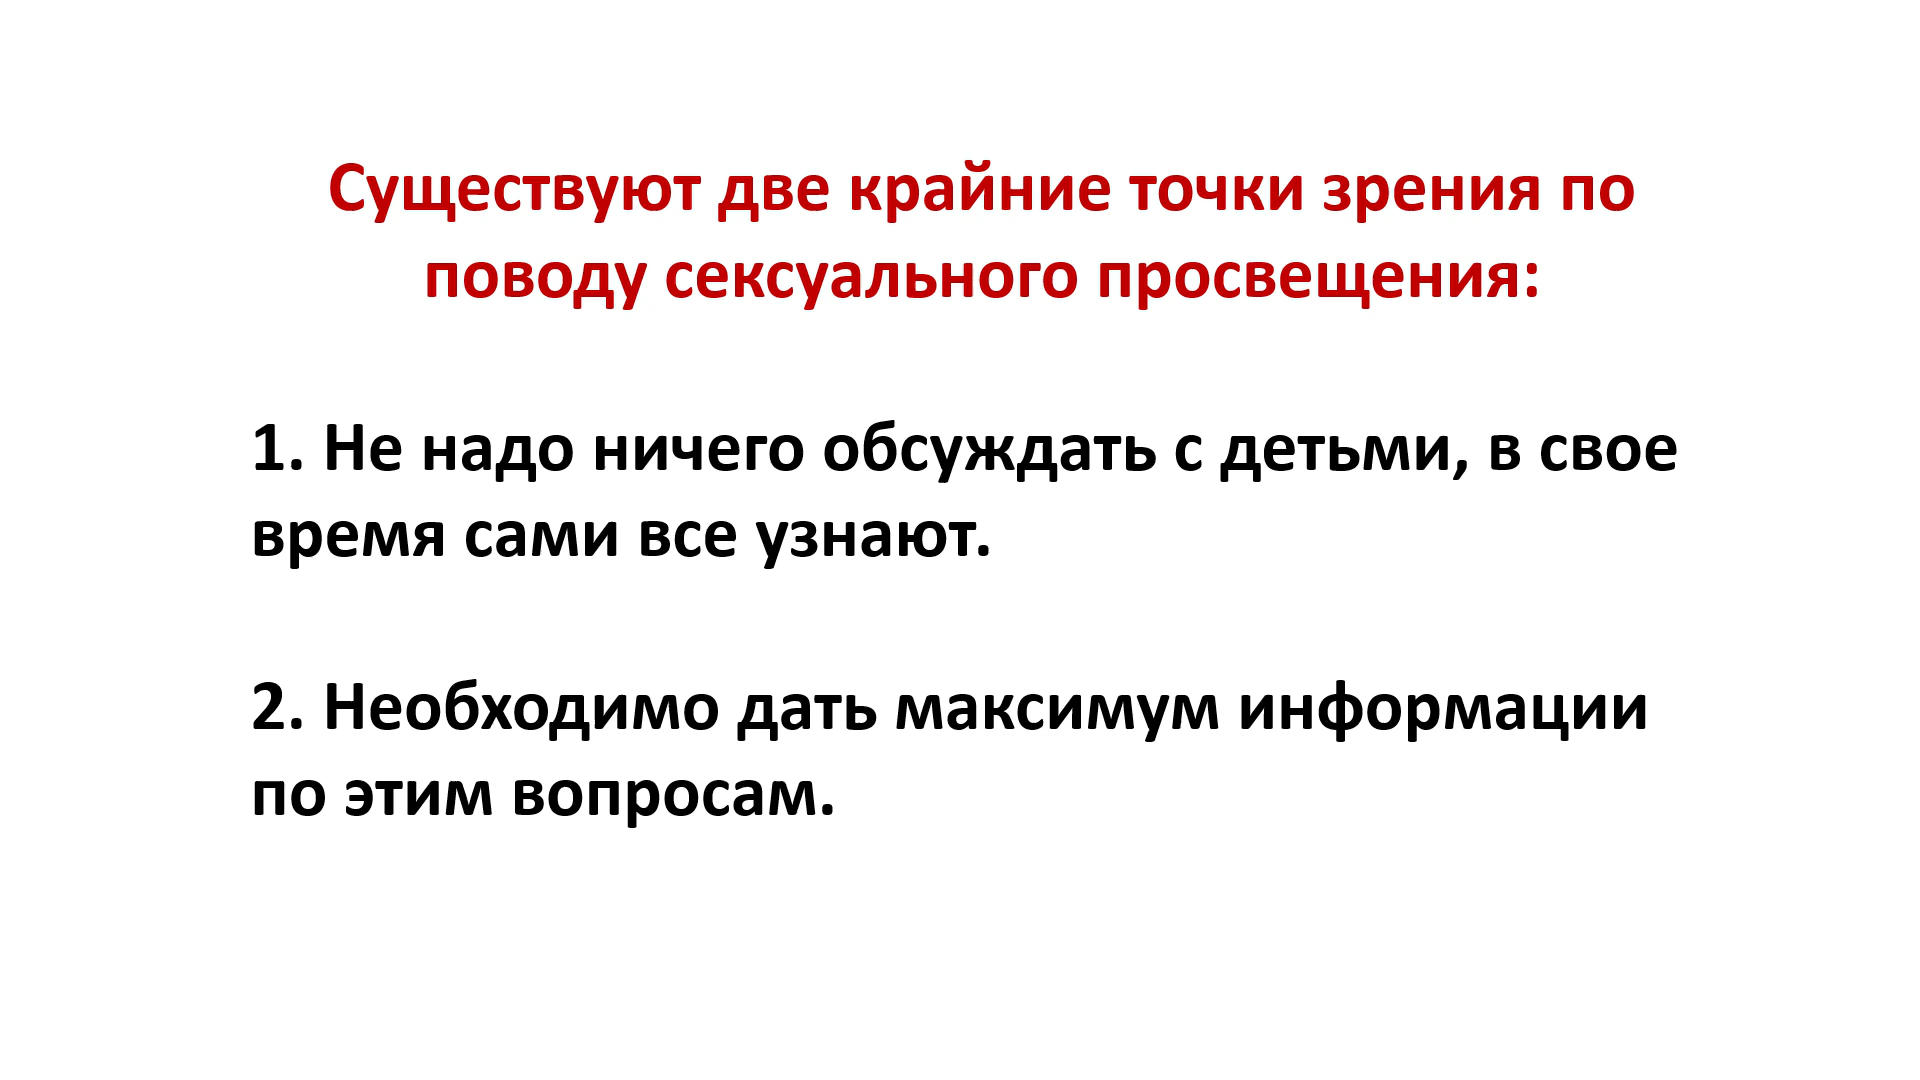 Существуют две крайние точки зрения по
поводу сексуального просвещения:
1. Не надо ничего обсуждать с детьми, в свое
время сами все узнают.
2. Необходимо дать максимум информации
по этим вопросам.